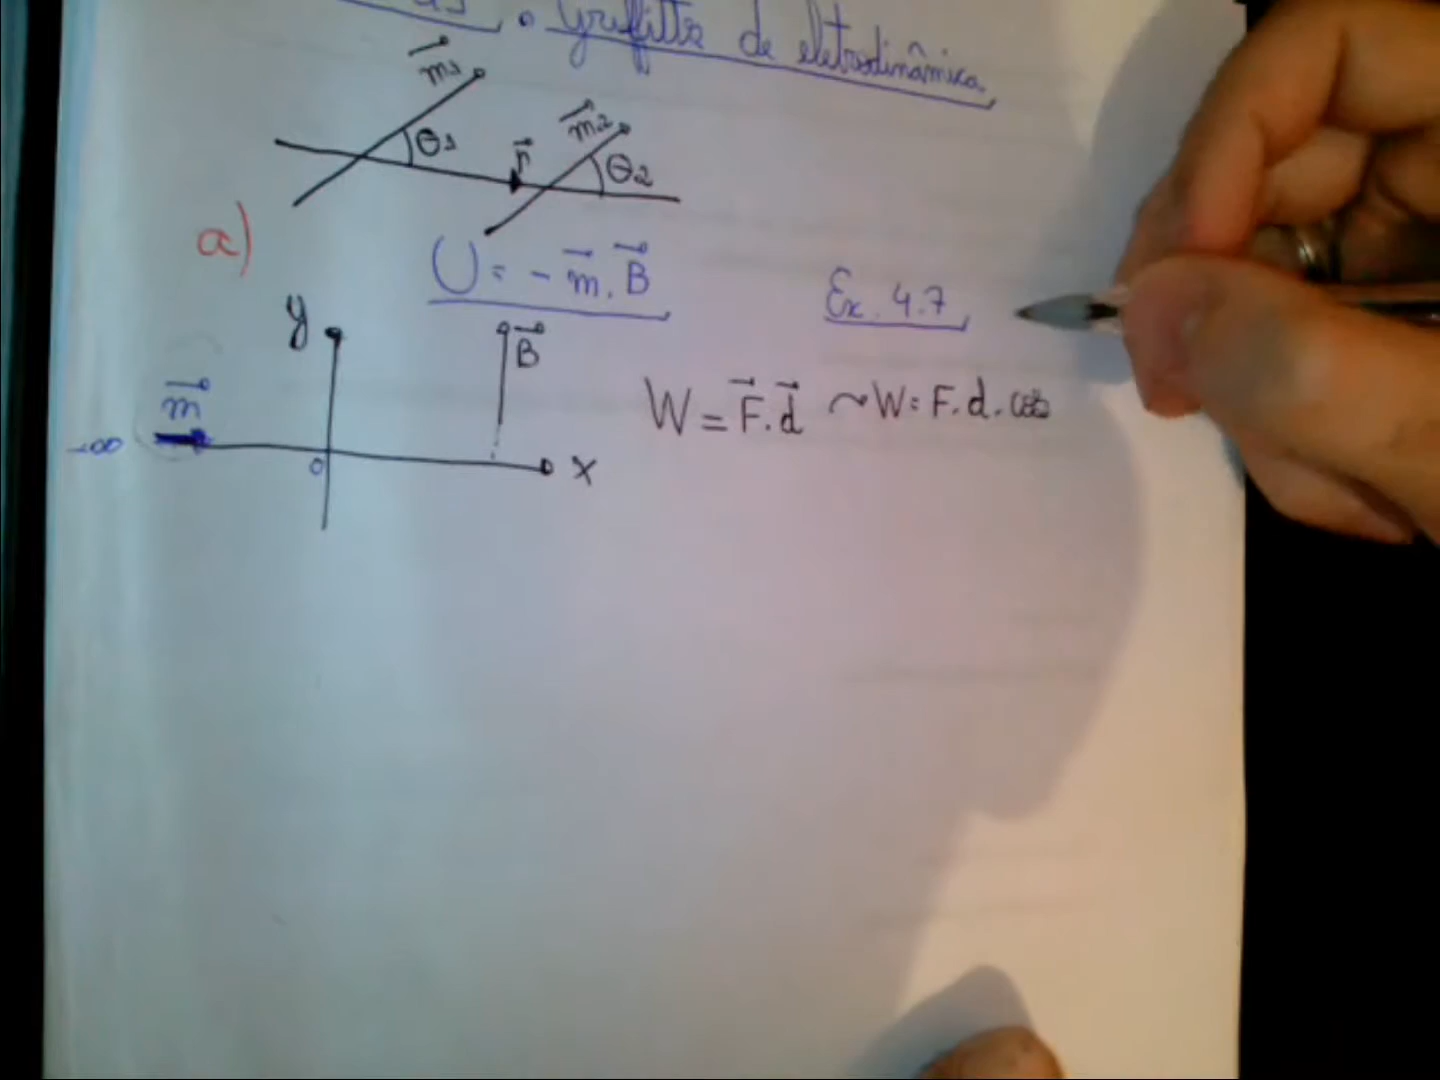 Griffiths de eletrodinâmica
m₁ θ₁ r m₂ θ₂
a)
U = - m . B
Ex. 4.7
y B
m
W = F . d ~ W = F . d . cos
-∞ 0 x